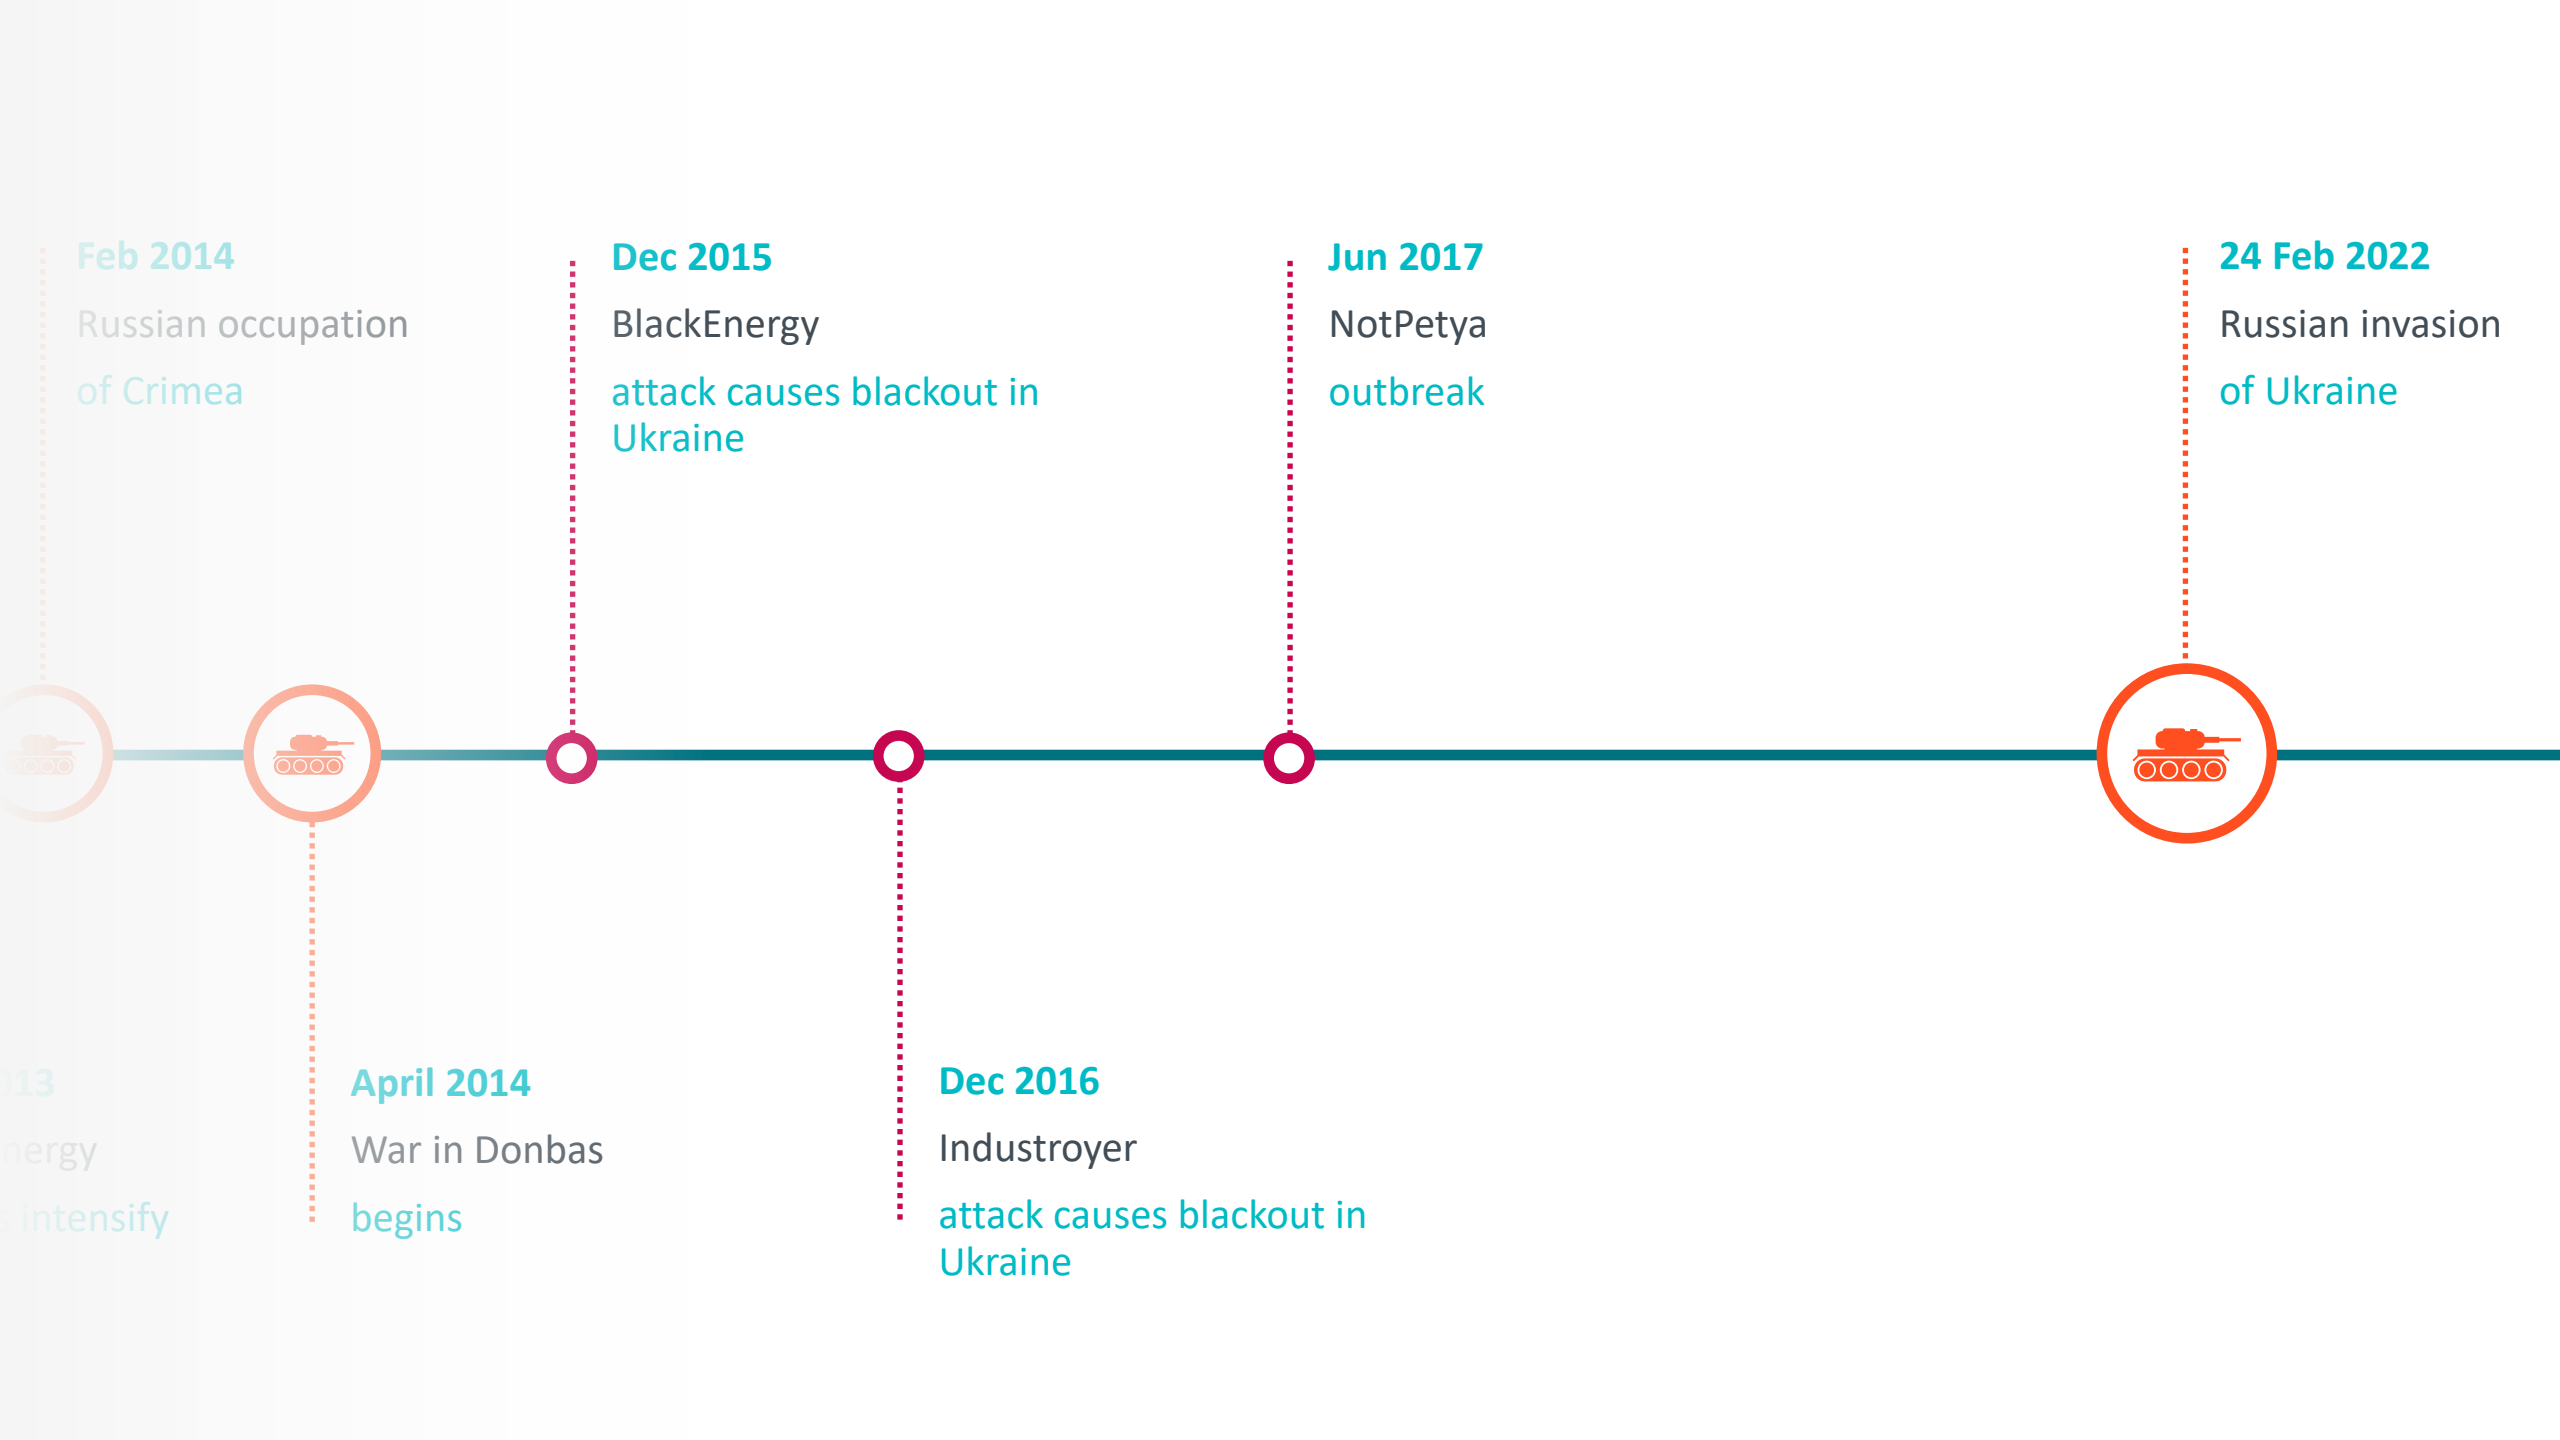 Feb 2014
Russian occupation
of Crimea
Dec 2015
BlackEnergy
attack causes blackout in
Ukraine
Jun 2017
NotPetya
outbreak
24 Feb 2022
Russian invasion
of Ukraine
intensify
April 2014
War in Donbas
begins
Dec 2016
Industroyer
attack causes blackout in
Ukraine